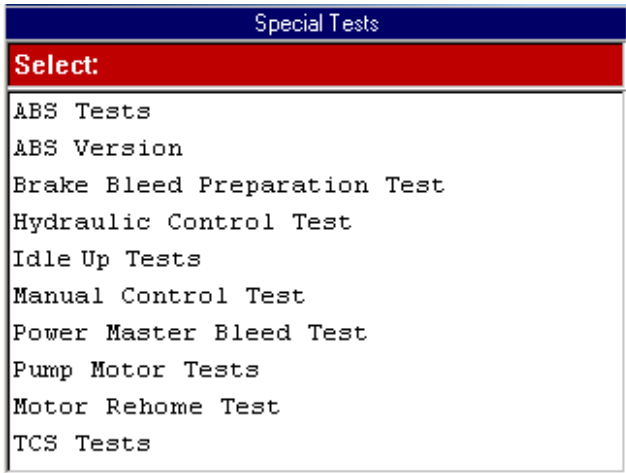 Special Tests
Select:
ABS Tests
ABS Version
Brake Bleed Preparation Test
Hydraulic Control Test
Idle Up Tests
Manual Control Test
Power Master Bleed Test
Pump Motor Tests
Motor Rehome Test
TCS Tests